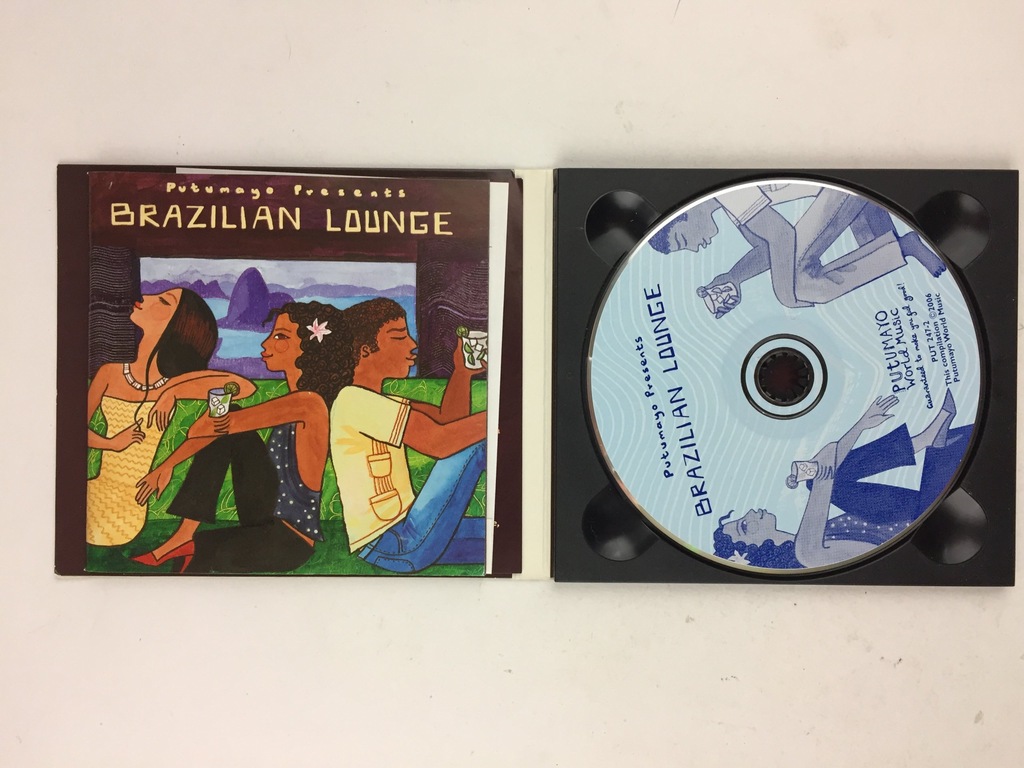 Putumayo Presents
BRAZILIAN LOUNGE
Putumayo Presents
BRAZILIAN LOUNGE
PUTUMAYO
World Music
Guaranteed to make you feel good!
PUT 247-2
This compilation ℗©2006
Putumayo World Music